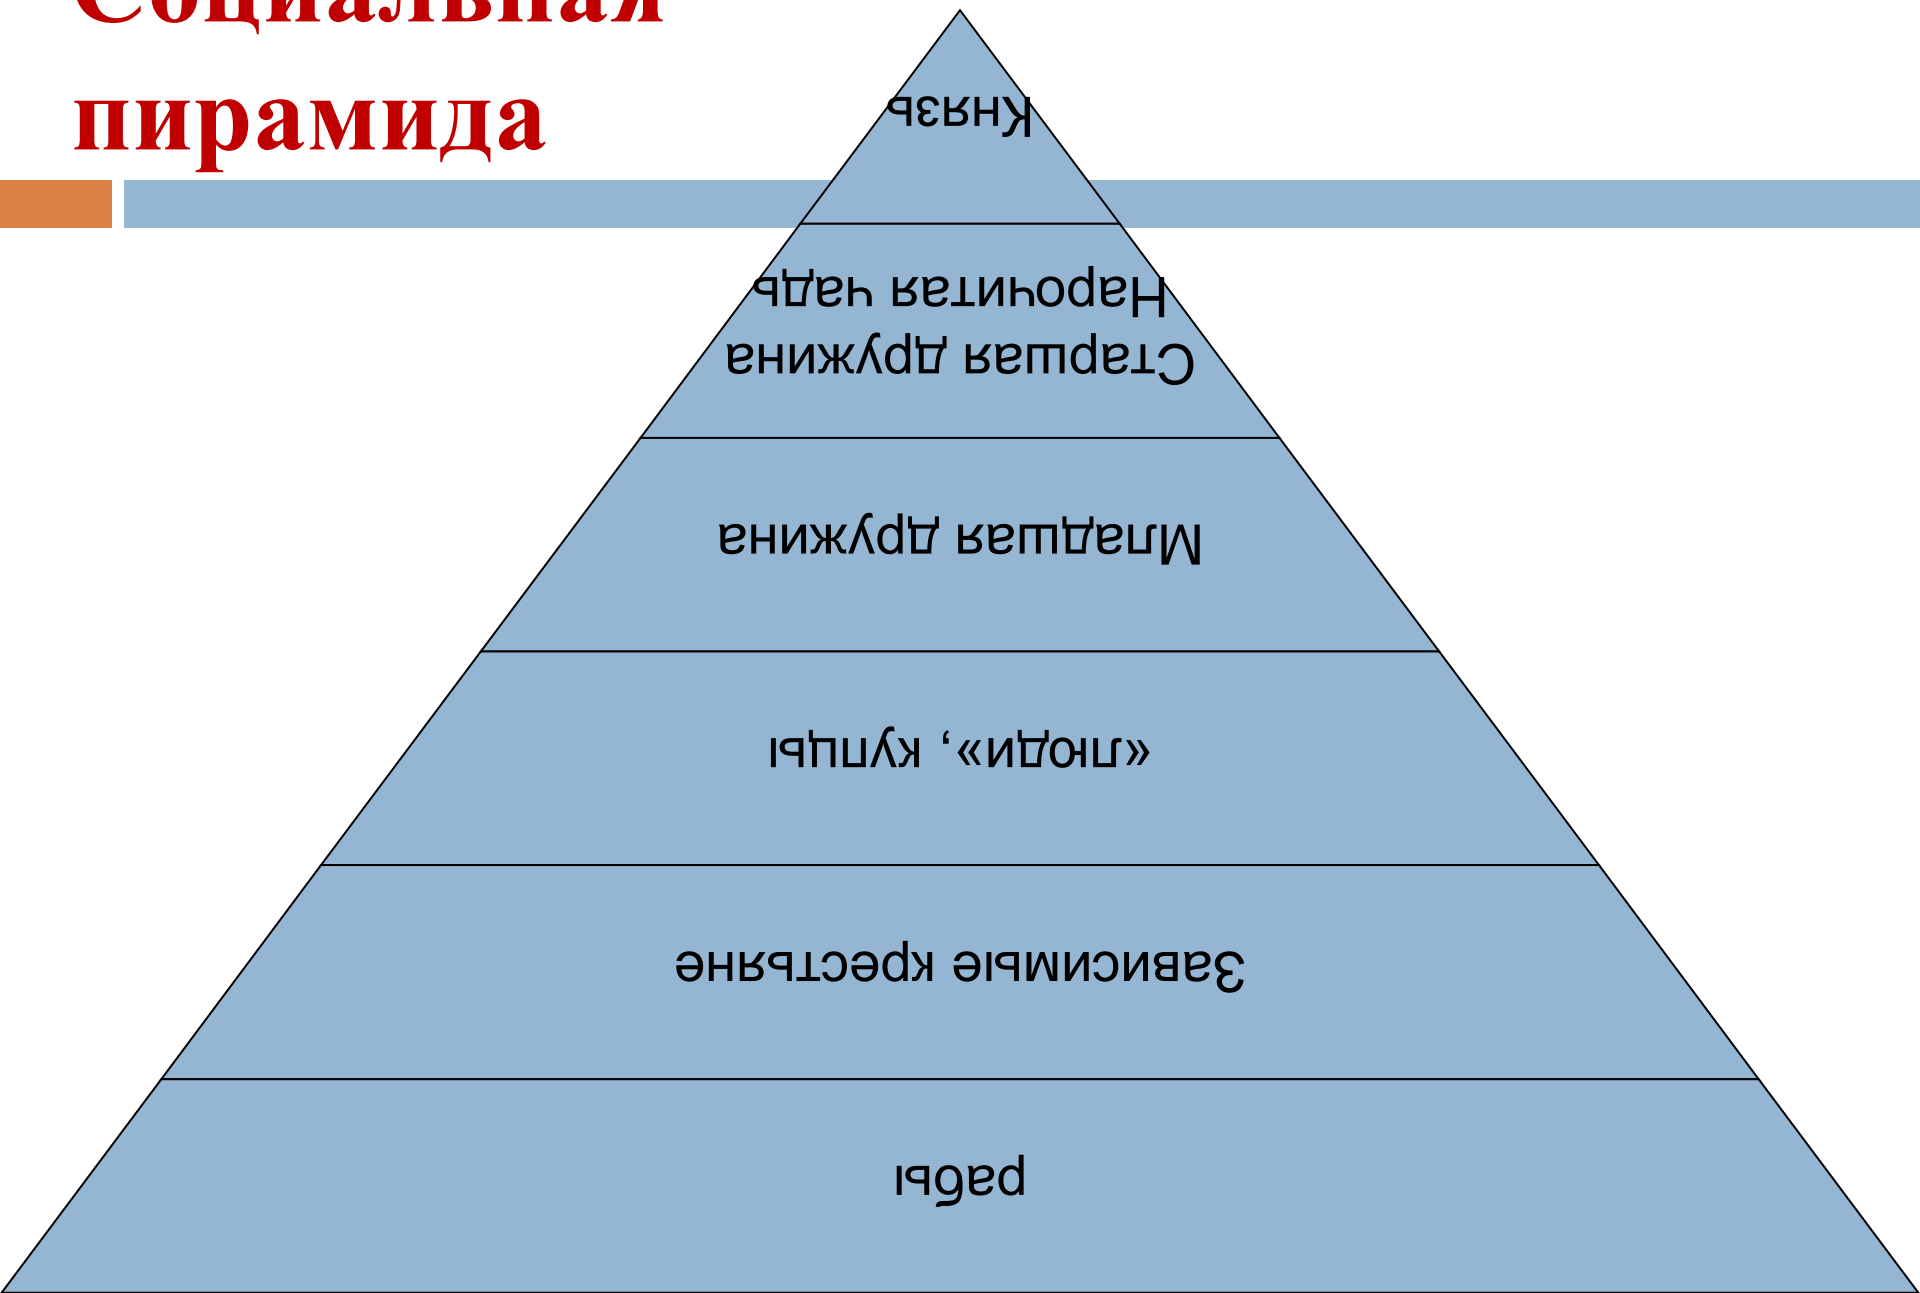 Социальная
пирамида
Князь
Старшая дружина
Нарочитая чадь
Младшая дружина
«люди», купцы
Зависимые крестьяне
рабы